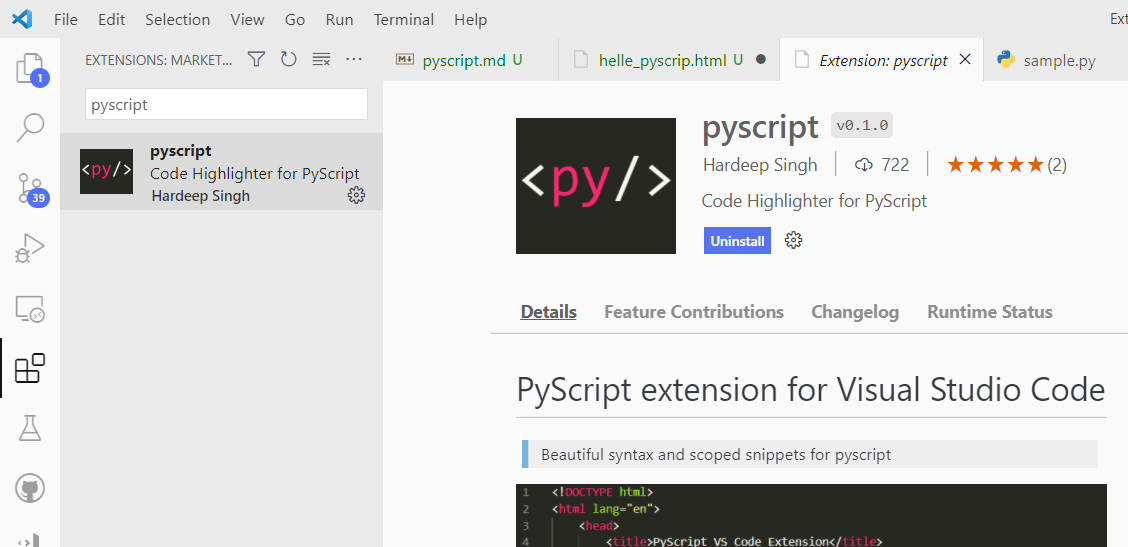 File Edit Selection View Go Run Terminal Help Ext
EXTENSIONS: MARKET...
pyscript.md U
helle_pyscrip.html U
Extension: pyscript
sample.py
1
39
pyscript
<py/>
pyscript
Code Highlighter for PyScript
Hardeep Singh
<py/>
pyscript v0.1.0
Hardeep Singh 722 (2)
Code Highlighter for PyScript
Uninstall
Details Feature Contributions Changelog Runtime Status
PyScript extension for Visual Studio Code
Beautiful syntax and scoped snippets for pyscript
1 <!DOCTYPE html>
2 <html lang="en">
3 <head>
4 <title>PyScript VS Code Extension</title>